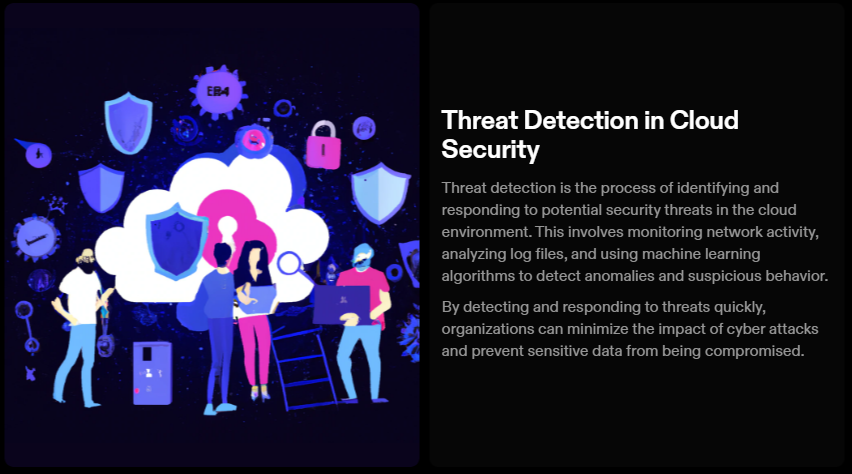 Threat Detection in Cloud
Security
Threat detection is the process of identifying and
responding to potential security threats in the cloud
environment. This involves monitoring network activity,
analyzing log files, and using machine learning
algorithms to detect anomalies and suspicious behavior.
By detecting and responding to threats quickly,
organizations can minimize the impact of cyber attacks
and prevent sensitive data from being compromised.